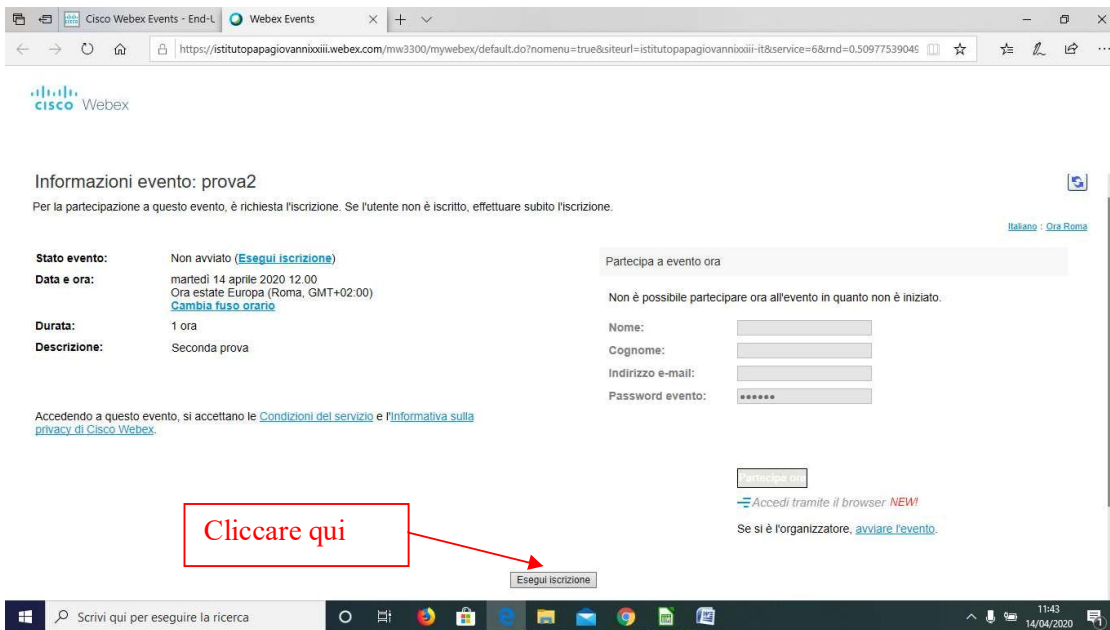 Cisco Webex Events - End-U
Webex Events
https://istitutopapagiovannixxiii.webex.com/mw3300/mywebex/default.do?nomenu=true&siteurl=istitutopapagiovannixxiii-it&service=6&rnd=0.50977539049
CISCO Webex
Informazioni evento: prova2
Per la partecipazione a questo evento, è richiesta l'iscrizione. Se l'utente non è iscritto, effettuare subito l'iscrizione.
Italiano : Ora Roma
Stato evento: Non avviato (Esegui iscrizione)
Data e ora: martedì 14 aprile 2020 12.00
Ora estate Europa (Roma, GMT+02:00)
Cambia fuso orario
Durata: 1 ora
Descrizione: Seconda prova
Accedendo a questo evento, si accettano le Condizioni del servizio e l'Informativa sulla
privacy di Cisco Webex.
Partecipa a evento ora
Non è possibile partecipare ora all'evento in quanto non è iniziato.
Nome:
Cognome:
Indirizzo e-mail:
Password evento: ••••••
Partecipa ora
Accedi tramite il browser NEW!
Se si è l'organizzatore, avviare l'evento.
Cliccare qui
Esegui iscrizione
Scrivi qui per eseguire la ricerca
11:43
14/04/2020